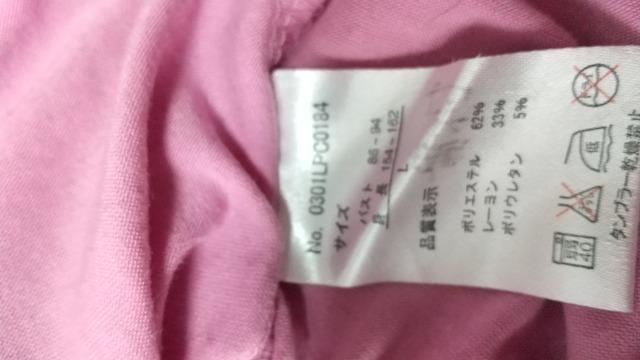 No. 0301LPC0184
サイズ
バスト 86-94
身 長 154-162
L
品質表示
ポリエステル 62%
レーヨン 33%
ポリウレタン 5%
弱 40 低
タンブラー乾燥禁止